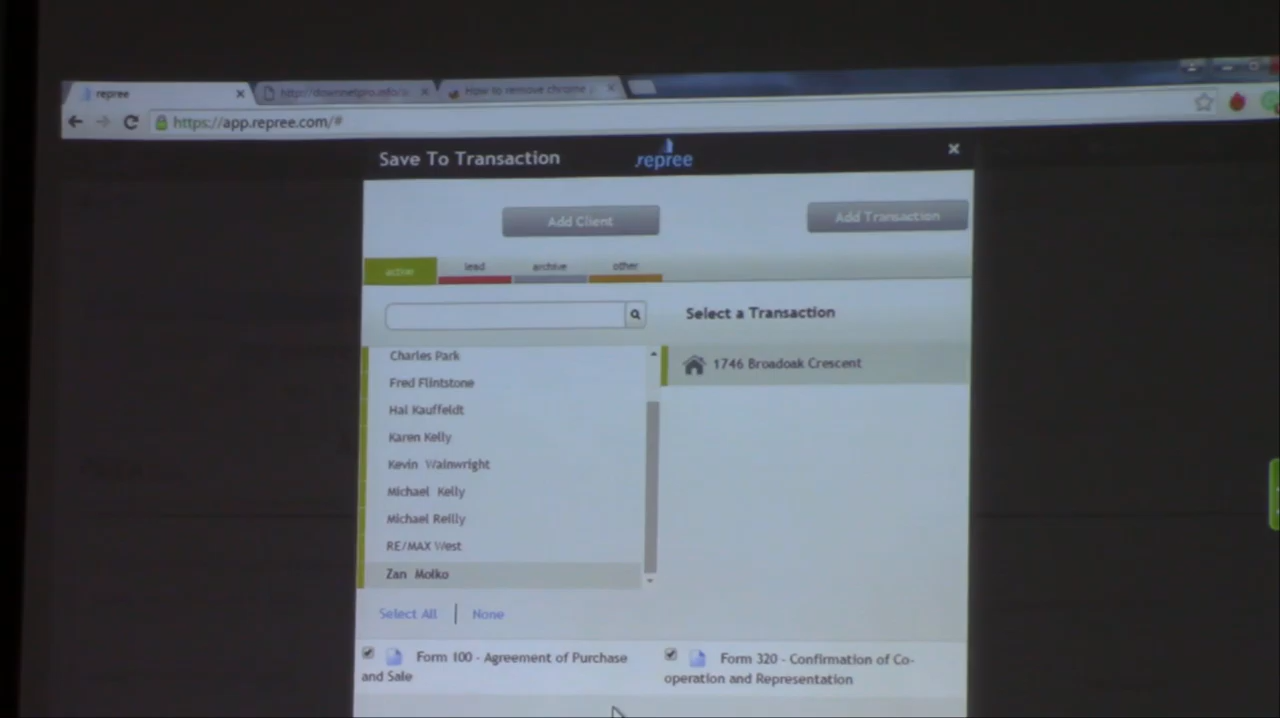 repree
http://downnetpro.info/
How to remove chrome
https://app.repree.com/#
Save To Transaction
repree
Add Client
Add Transaction
active
lead
archive
other
Select a Transaction
Charles Park
1746 Broadoak Crescent
Fred Flintstone
Hal Kauffeldt
Karen Kelly
Kevin Wainwright
Michael Kelly
Michael Reilly
RE/MAX West
Zan Molko
Select All | None
Form 100 - Agreement of Purchase
and Sale
Form 320 - Confirmation of Co-
operation and Representation